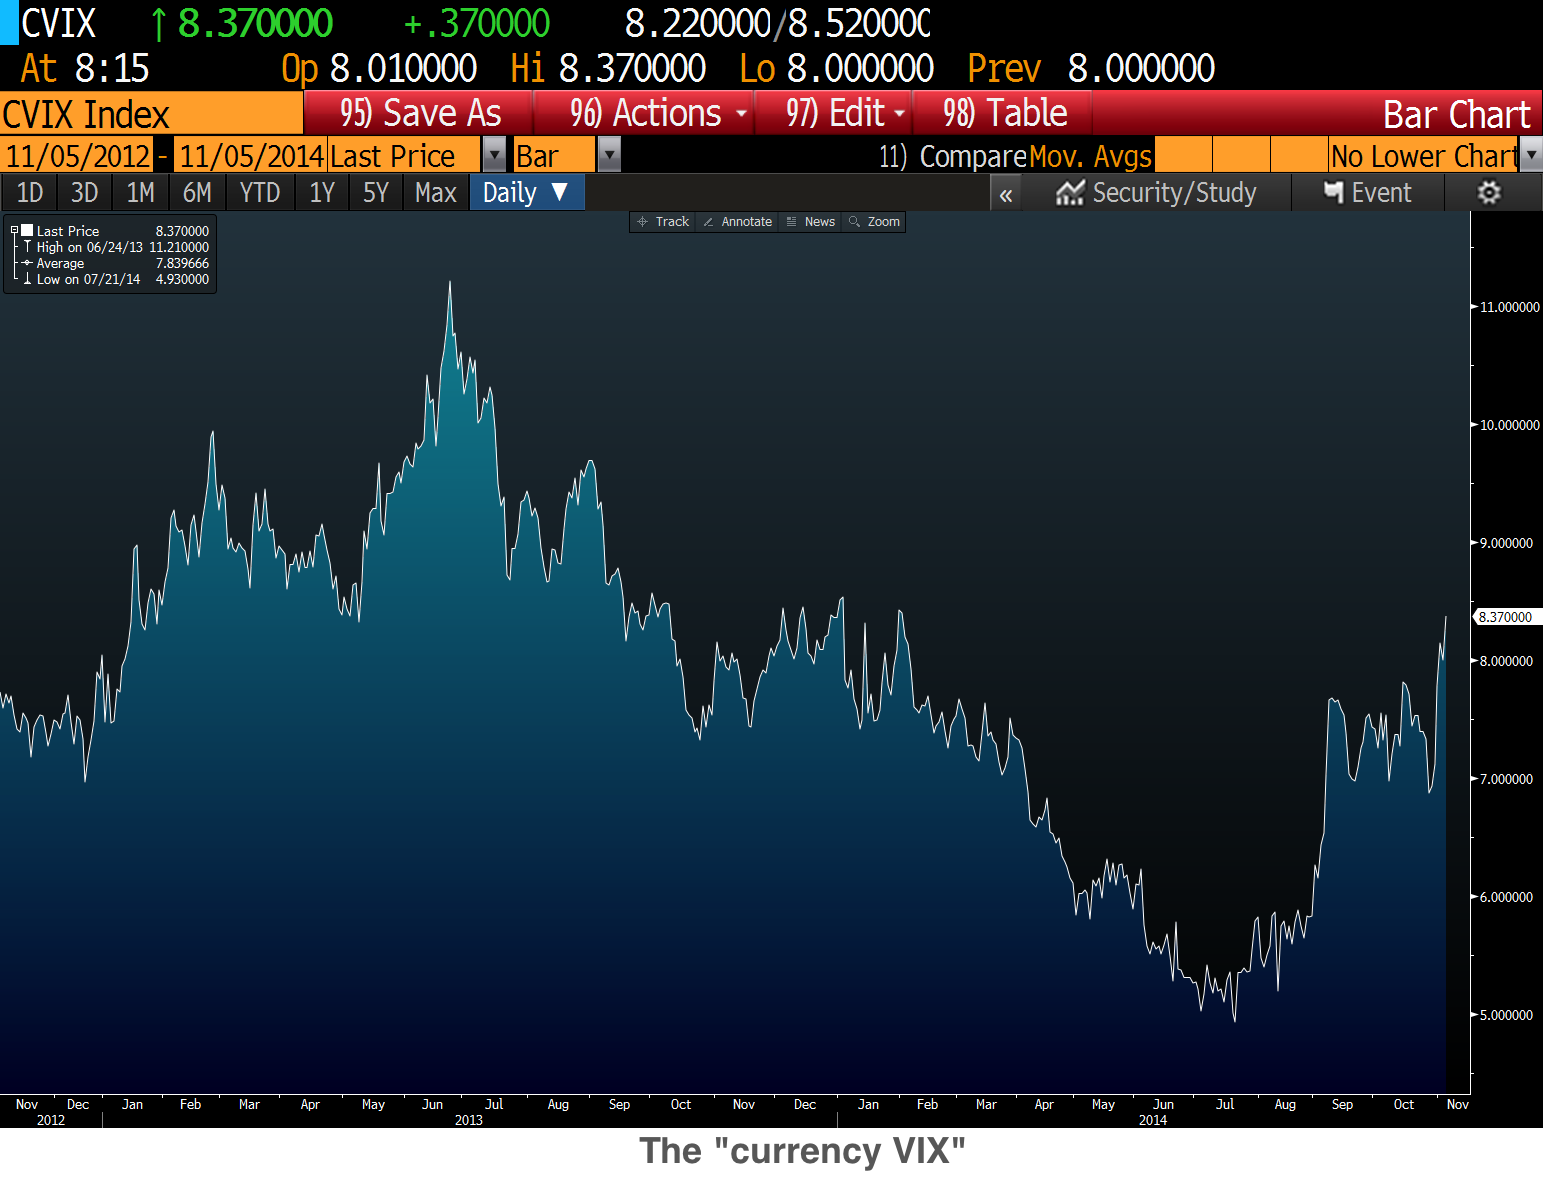 CVIX ↑ 8.370000 +.370000 8.220000/8.520000
At 8:15 Op 8.010000 Hi 8.370000 Lo 8.000000 Prev 8.000000
CVIX Index 95) Save As 96) Actions 97) Edit 98) Table Bar Chart
11/05/2012 - 11/05/2014 Last Price Bar 11) Compare Mov. Avgs No Lower Chart
1D 3D 1M 6M YTD 1Y 5Y Max Daily ▼ « Security/Study Event
Track Annotate News Zoom
Last Price 8.370000
High on 06/24/13 11.210000
Average 7.839666
Low on 07/21/14 4.930000
11.000000
10.000000
9.000000
8.370000
8.000000
7.000000
6.000000
5.000000
Nov Dec Jan Feb Mar Apr May Jun Jul Aug Sep Oct Nov Dec Jan Feb Mar Apr May Jun Jul Aug Sep Oct Nov
2012 2013 2014
The "currency VIX"